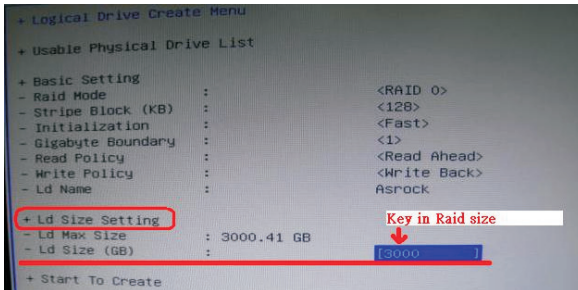 + Logical Drive Create Menu
+ Usable Physical Drive List
+ Basic Setting
- Raid Mode : <RAID 0>
- Stripe Block (KB) : <128>
- Initialization : <Fast>
- Gigabyte Boundary : <1>
- Read Policy : <Read Ahead>
- Write Policy : <Write Back>
- Ld Name : Asrock
+ Ld Size Setting
Key in Raid size
- Ld Max Size : 3000.41 GB
- Ld Size (GB) : [3000 ]
+ Start To Create